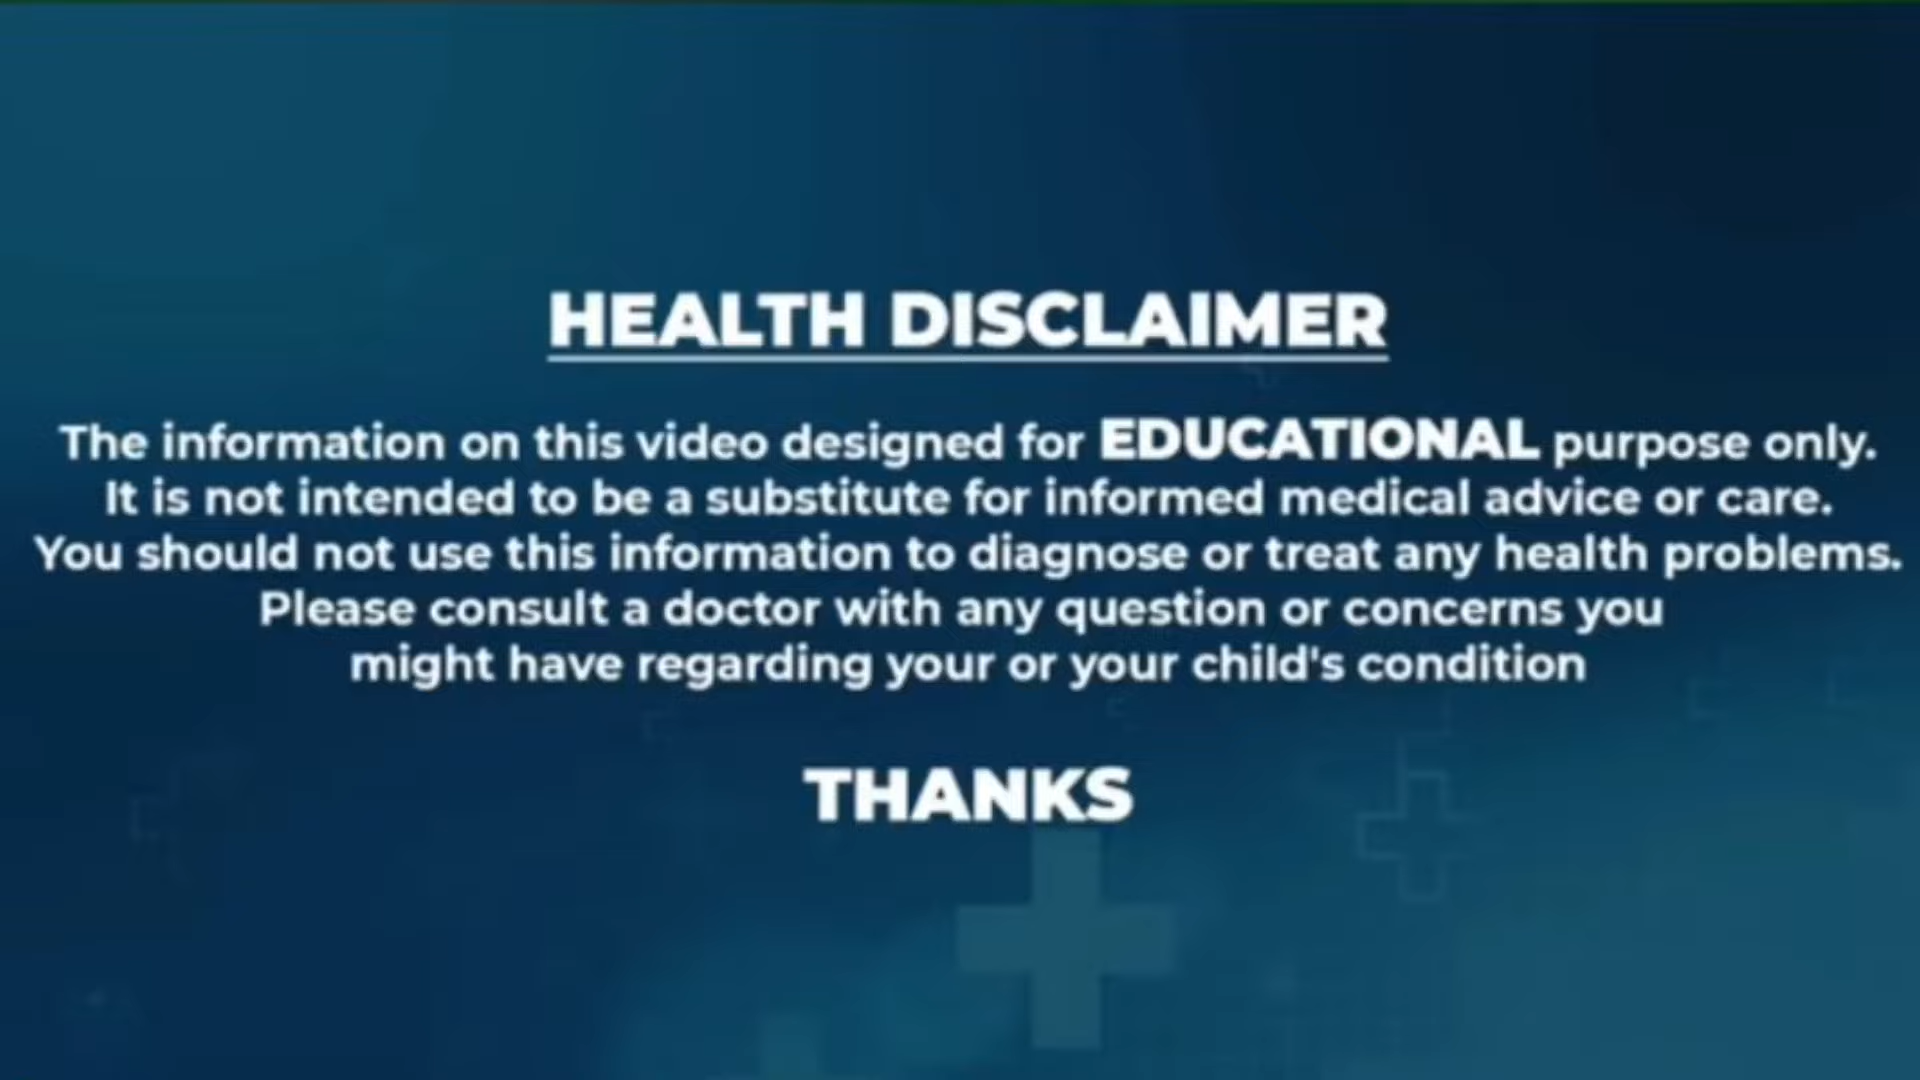 HEALTH DISCLAIMER
The information on this video designed for EDUCATIONAL purpose only.
It is not intended to be a substitute for informed medical advice or care.
You should not use this information to diagnose or treat any health problems.
Please consult a doctor with any question or concerns you
might have regarding your or your child's condition
THANKS